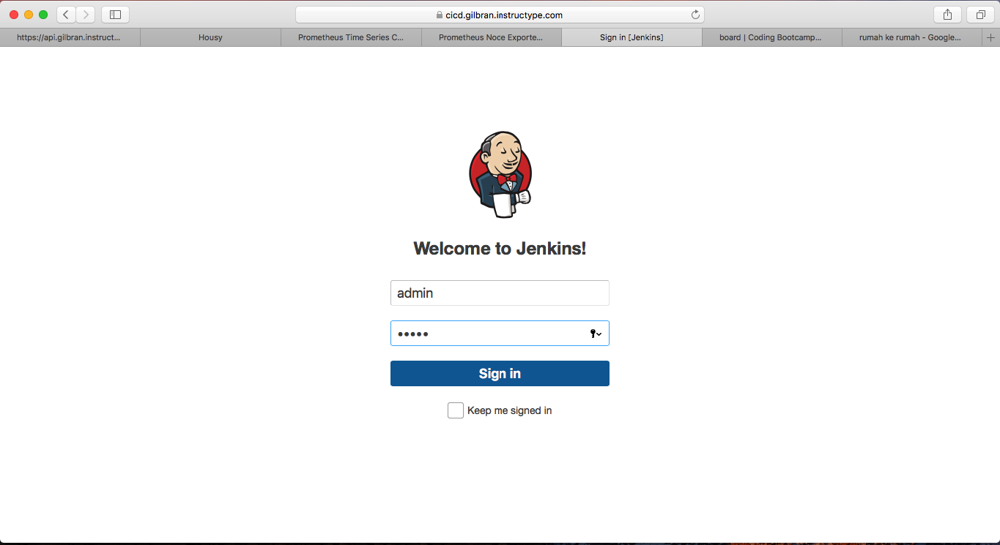 cicd.gilbran.instructype.com
https://api.gilbran.instruct...
Housy
Prometheus Time Series C...
Prometheus Noce Exporte...
Sign in [Jenkins]
board | Coding Bootcamp...
rumah ke rumah - Google...
Welcome to Jenkins!
admin
•••••
Sign in
Keep me signed in